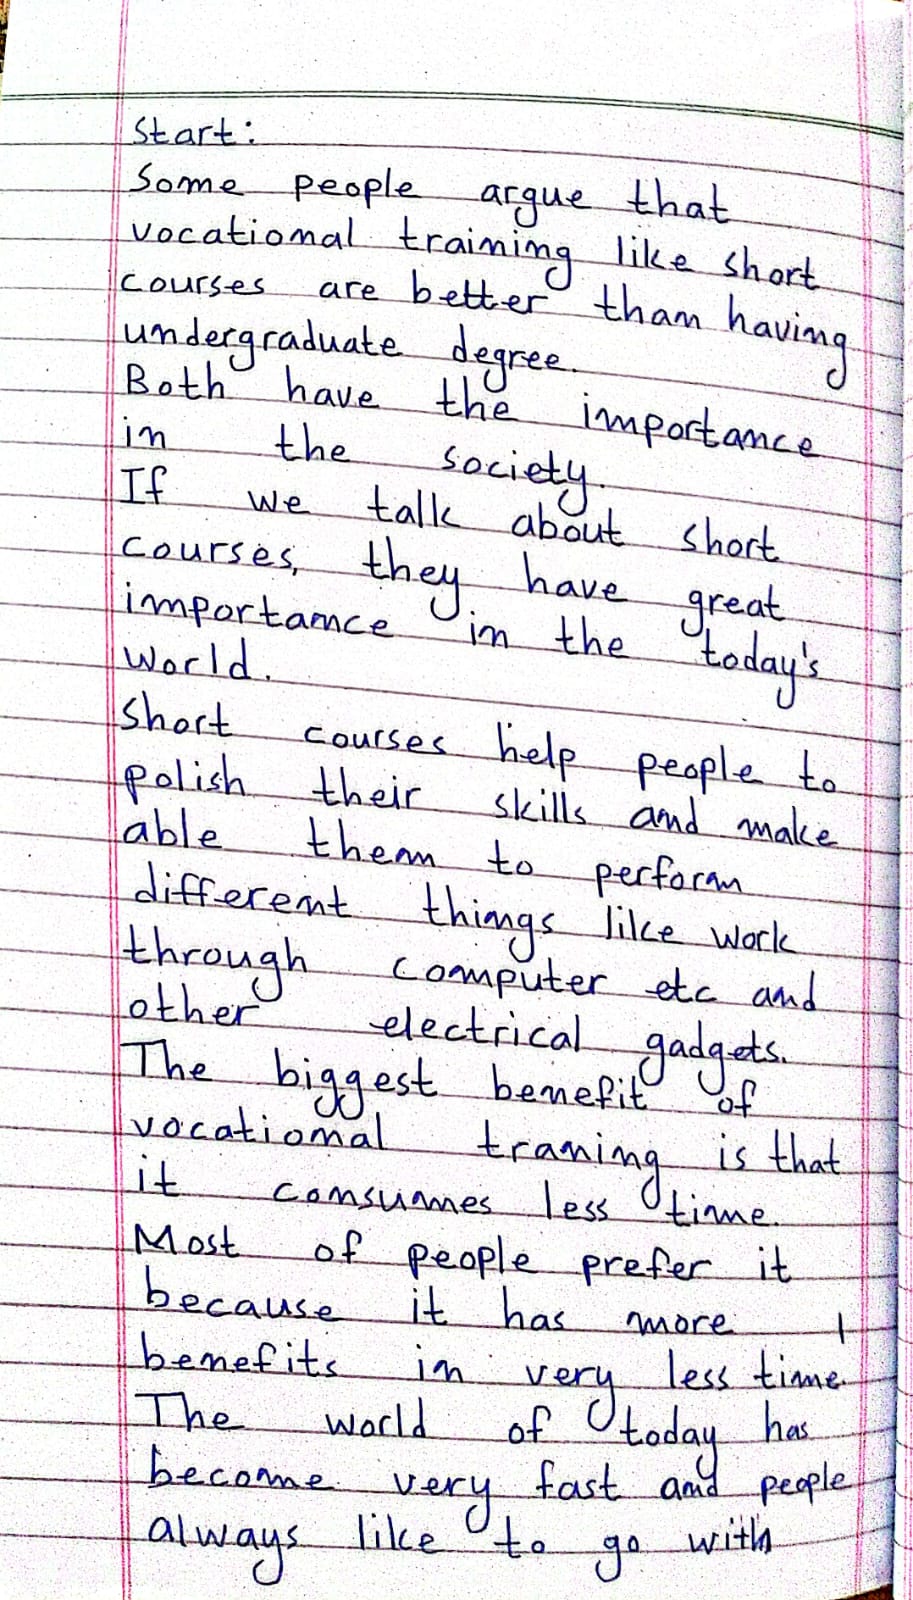 Start:
Some people argue that
vocational training like short
courses are better than having
undergraduate degree.
Both have the importance
in the society.
If we talk about short
courses, they have great
importance in the today's
World.
Short courses help people to
polish their skills and make
able them to perform
different things like work
through computer etc and
other electrical gadgets.
The biggest benefit of
vocational traning is that
it consumes less time.
Most of people prefer it
because it has more
benefits in very less time.
The world of today has
become very fast and people
always like to go with